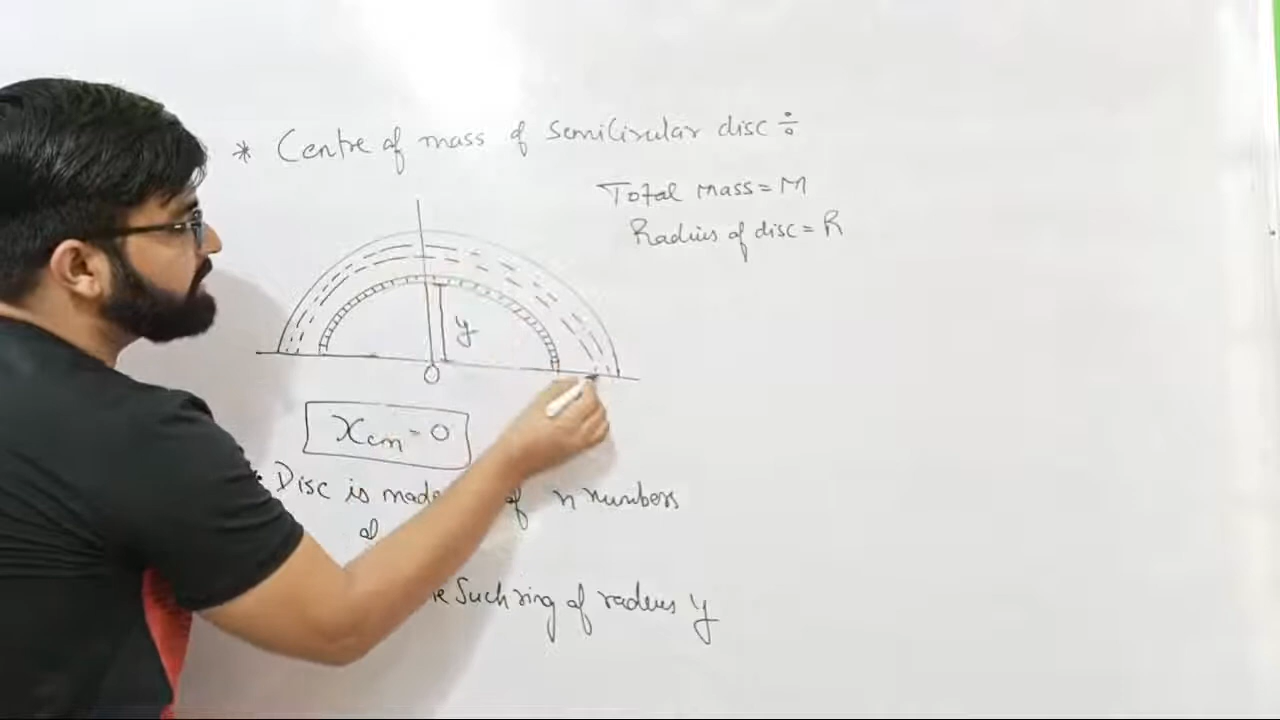 * Centre of mass of Semicircular disc ÷
Total mass = M
Radius of disc = R
y
O
Xcm = 0
* Disc is made of n numbers
of
Such ring of radius y